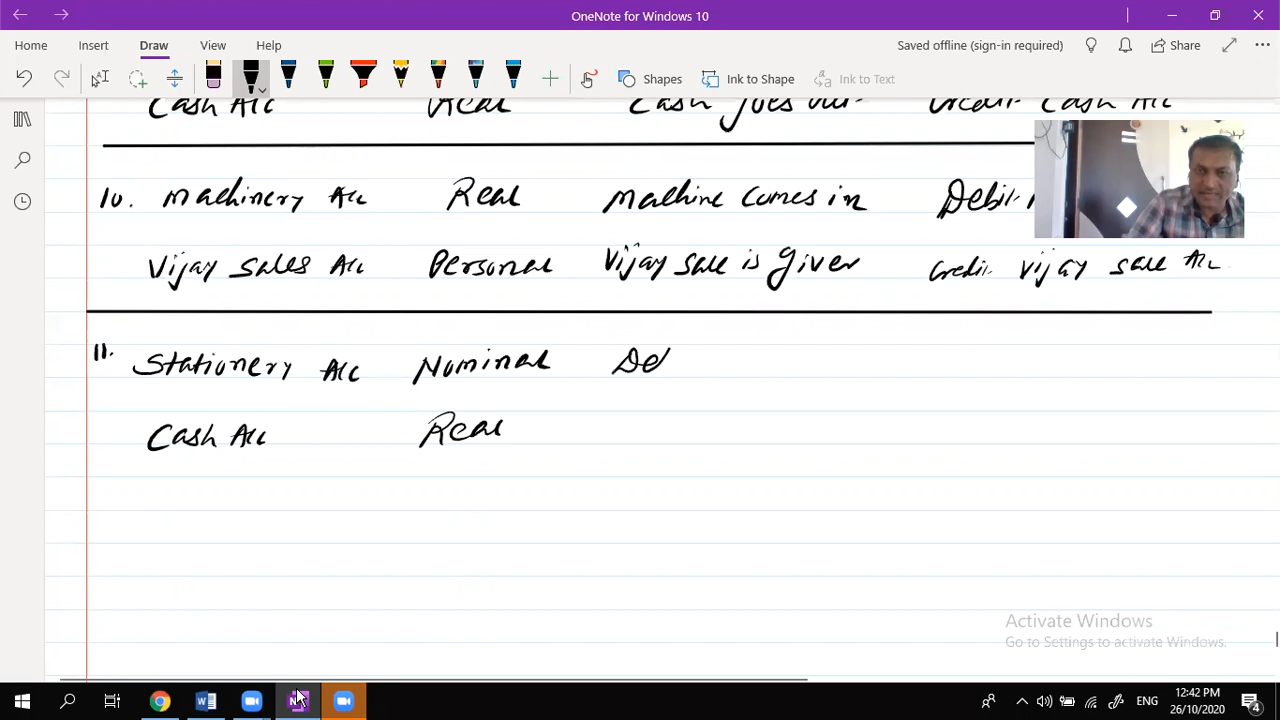 OneNote for Windows 10
Home Insert Draw View Help
Saved offline (sign-in required) Share
Shapes Ink to Shape Ink to Text
Cash A/c Real Cash goes out Credit Cash A/c
10. Machinery A/c Real Machine comes in Debit
Vijay Sales A/c Personal Vijay Sale is giver Credit Vijay Sale A/c
11. Stationery A/c Nominal De
Cash A/c Real
Activate Windows
Go to Settings to activate Windows.
ENG
12:42 PM
26/10/2020
4